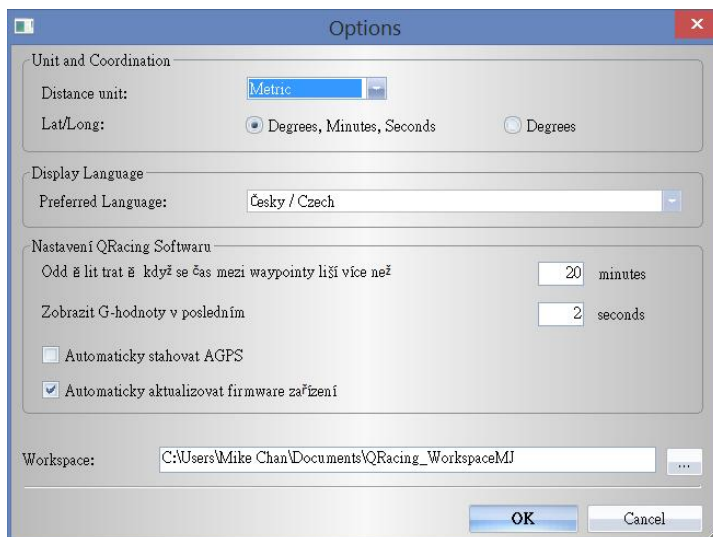 Options
Unit and Coordination
Distance unit: Metric
Lat/Long: Degrees, Minutes, Seconds Degrees
Display Language
Preferred Language: Česky / Czech
Nastavení QRacing Softwaru
Odd ě lit trat ě když se čas mezi waypointy liší více než 20 minutes
Zobrazit G-hodnoty v posledním 2 seconds
Automaticky stahovat AGPS
Automaticky aktualizovat firmware zařízení
Workspace: C:\Users\Mike Chan\Documents\QRacing_WorkspaceMJ ...
OK Cancel